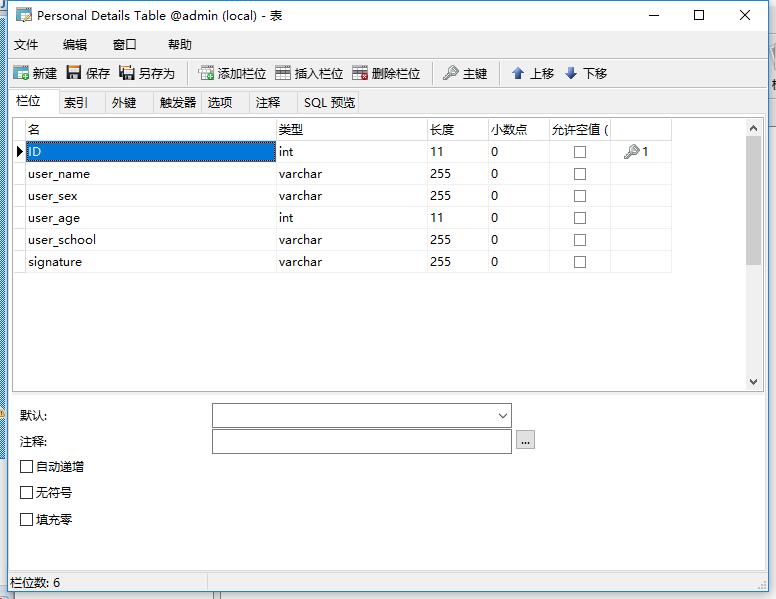 Personal Details Table @admin (local) - 表
文件 编辑 窗口 帮助
新建 保存 另存为 添加栏位 插入栏位 删除栏位 主键 上移 下移
栏位 索引 外键 触发器 选项 注释 SQL 预览
名 类型 长度 小数点 允许空值 (
ID int 11 0 1
user_name varchar 255 0
user_sex varchar 255 0
user_age int 11 0
user_school varchar 255 0
signature varchar 255 0
默认:
注释:
...
自动递增
无符号
填充零
栏位数: 6